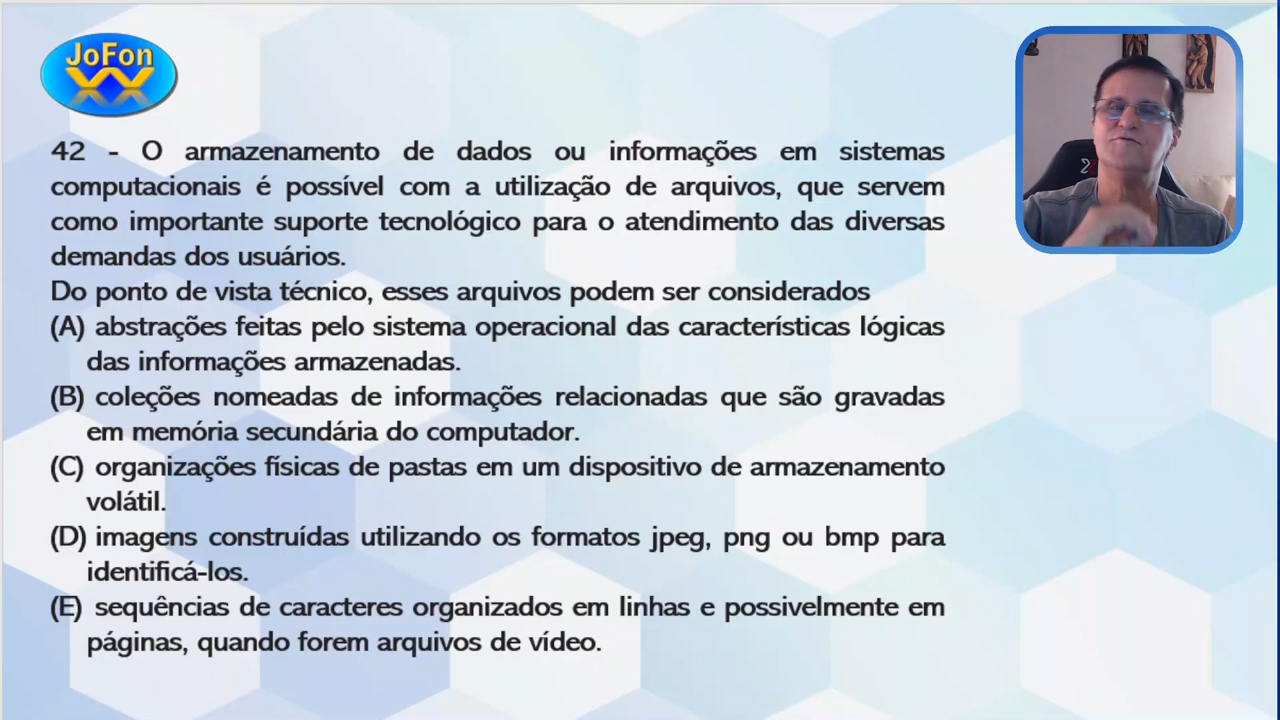 JoFon
42 - O armazenamento de dados ou informações em sistemas
computacionais é possível com a utilização de arquivos, que servem
como importante suporte tecnológico para o atendimento das diversas
demandas dos usuários.
Do ponto de vista técnico, esses arquivos podem ser considerados
(A) abstrações feitas pelo sistema operacional das características lógicas
das informações armazenadas.
(B) coleções nomeadas de informações relacionadas que são gravadas
em memória secundária do computador.
(C) organizações físicas de pastas em um dispositivo de armazenamento
volátil.
(D) imagens construídas utilizando os formatos jpeg, png ou bmp para
identificá-los.
(E) sequências de caracteres organizados em linhas e possivelmente em
páginas, quando forem arquivos de vídeo.